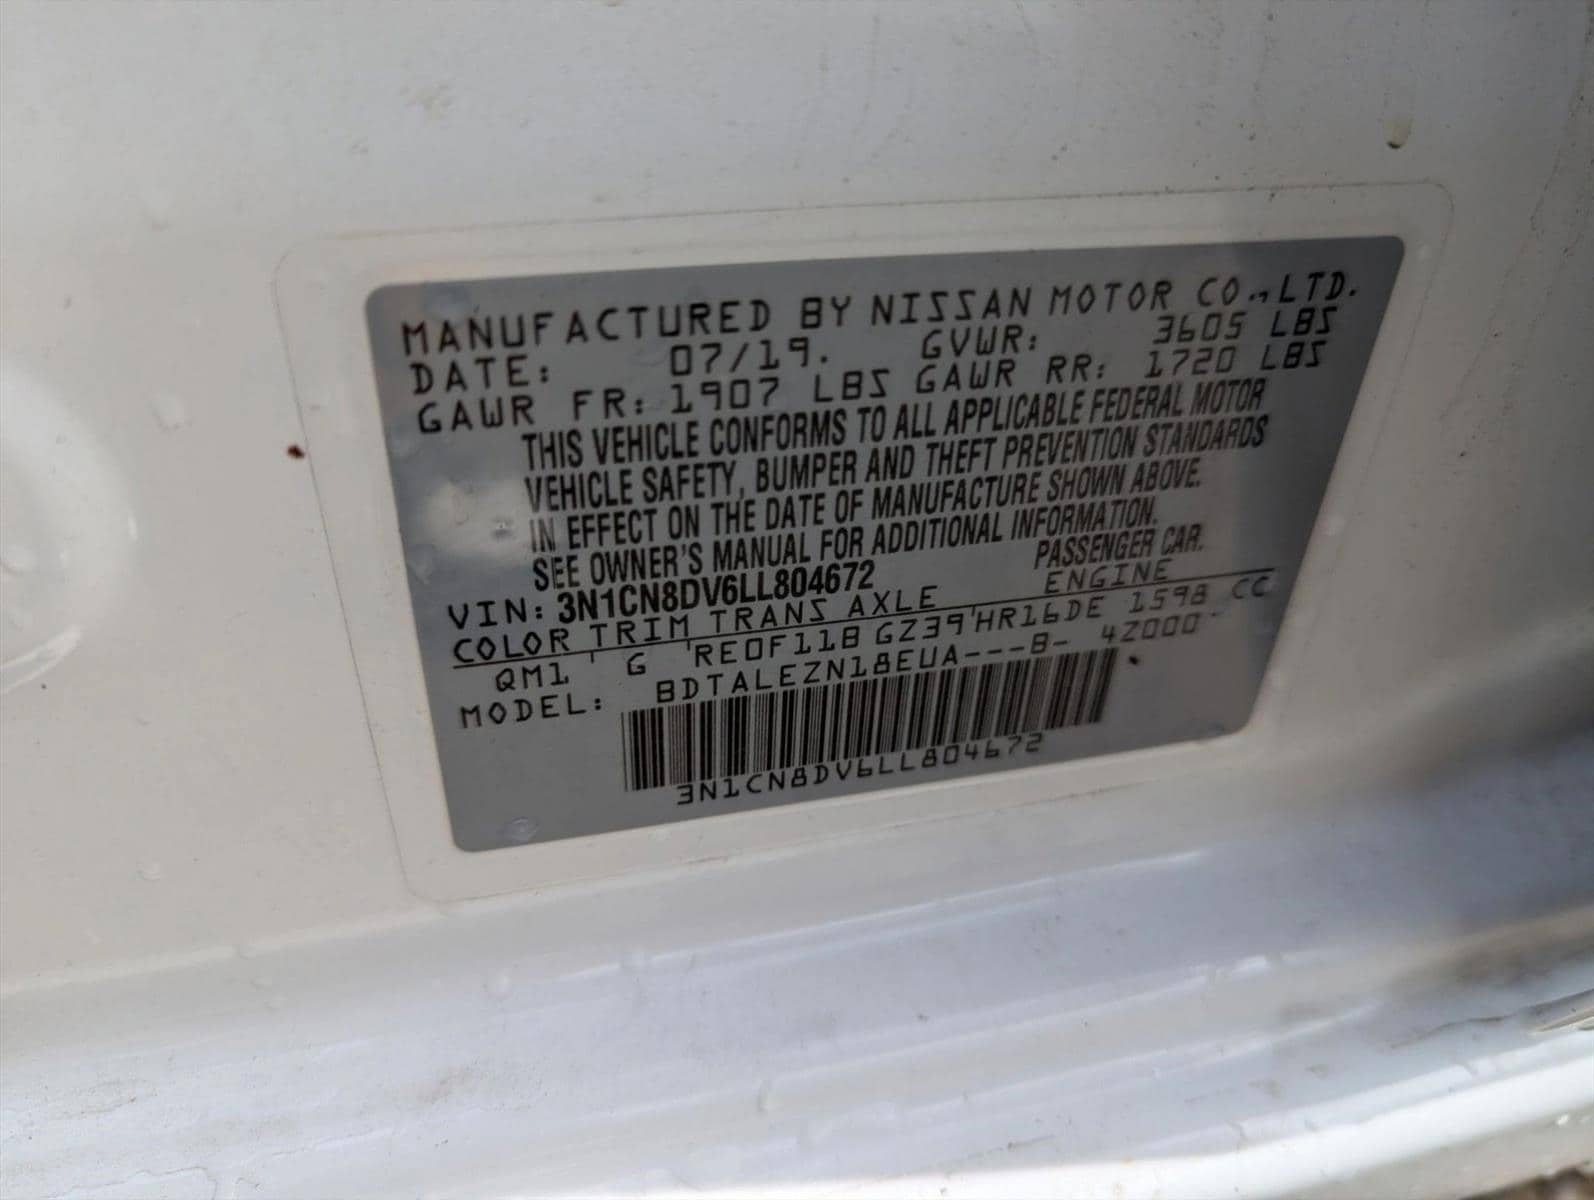 MANUFACTURED BY NISSAN MOTOR CO., LTD.
DATE: 07/19. GVWR: 3605 LBS
GAWR FR: 1907 LBS GAWR RR: 1720 LBS
THIS VEHICLE CONFORMS TO ALL APPLICABLE FEDERAL MOTOR
VEHICLE SAFETY, BUMPER AND THEFT PREVENTION STANDARDS
IN EFFECT ON THE DATE OF MANUFACTURE SHOWN ABOVE.
SEE OWNER'S MANUAL FOR ADDITIONAL INFORMATION.
VIN: 3N1CN8DV6LL804672 PASSENGER CAR.
COLOR TRIM TRANS AXLE ENGINE
QM1 ' G 'RE0F11B GZ39'HR16DE 1598 CC
MODEL: BDTALEZN18EUA---B- 4Z000
3N1CN8DV6LL804672